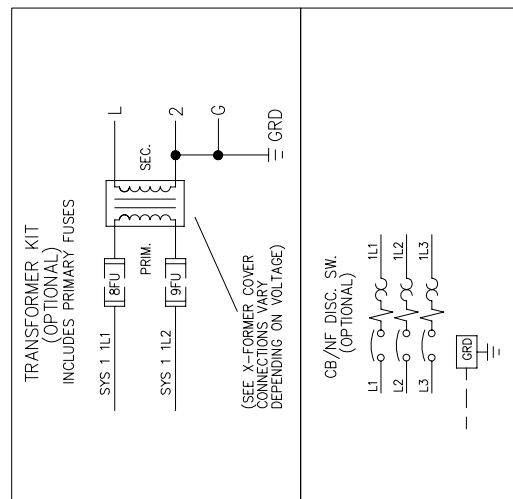 TRANSFORMER KIT
(OPTIONAL)
INCLUDES PRIMARY FUSES
SYS 1 1L1
8FU
L
SYS 1 1L2
9FU
PRIM.
SEC.
2
G
GRD
(SEE X-FORMER COVER
CONNECTIONS VARY
DEPENDING ON VOLTAGE)
CB/NF DISC. SW.
(OPTIONAL)
L1
1L1
L2
1L2
L3
1L3
GRD